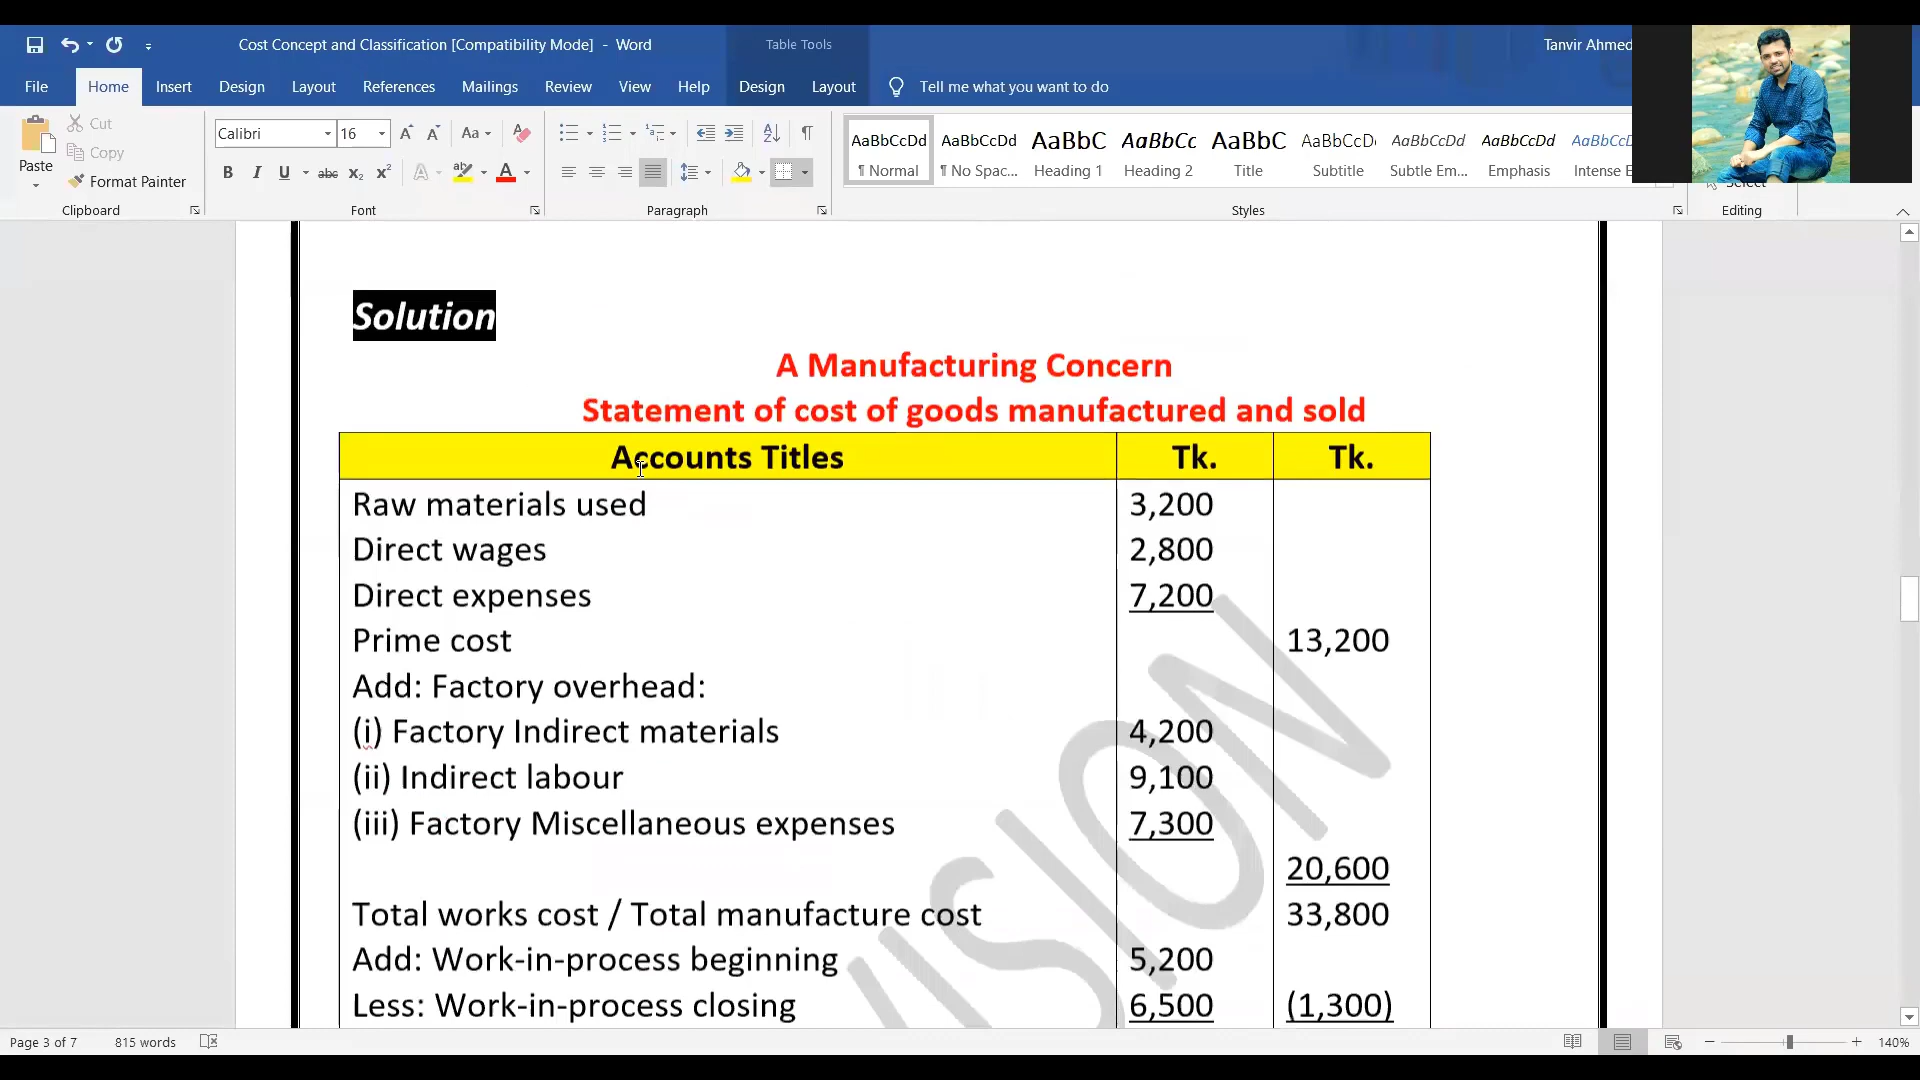 Cost Concept and Classification [Compatibility Mode] - Word
Table Tools
Tanvir Ahmed
File Home Insert Design Layout References Mailings Review View Help Design Layout Tell me what you want to do
Paste
Cut
Copy
Format Painter
Clipboard
Calibri 16
Font
Paragraph
AaBbCcDd AaBbCcDd AaBbC AaBbCc AaBbC AaBbCcD AaBbCcDd AaBbCcDd AaBbCc
¶ Normal ¶ No Spac... Heading 1 Heading 2 Title Subtitle Subtle Em... Emphasis Intense E
Styles
Select
Editing
Solution
A Manufacturing Concern
Statement of cost of goods manufactured and sold
Accounts Titles Tk. Tk.
Raw materials used 3,200
Direct wages 2,800
Direct expenses 7,200
Prime cost 13,200
Add: Factory overhead:
(i) Factory Indirect materials 4,200
(ii) Indirect labour 9,100
(iii) Factory Miscellaneous expenses 7,300
20,600
Total works cost / Total manufacture cost 33,800
Add: Work-in-process beginning 5,200
Less: Work-in-process closing 6,500 (1,300)
VISION
Page 3 of 7 815 words 140%